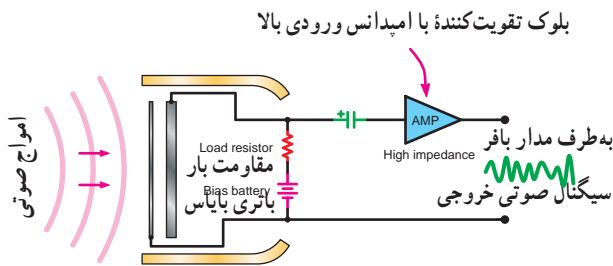 بلوک تقویت‌کنندهٔ با امپدانس ورودی بالا
امواج صوتی
AMP
High impedance
Load resistor
مقاومت بار
Bias battery
باتری بایاس
به‌طرف مدار بافر
سیگنال صوتی خروجی